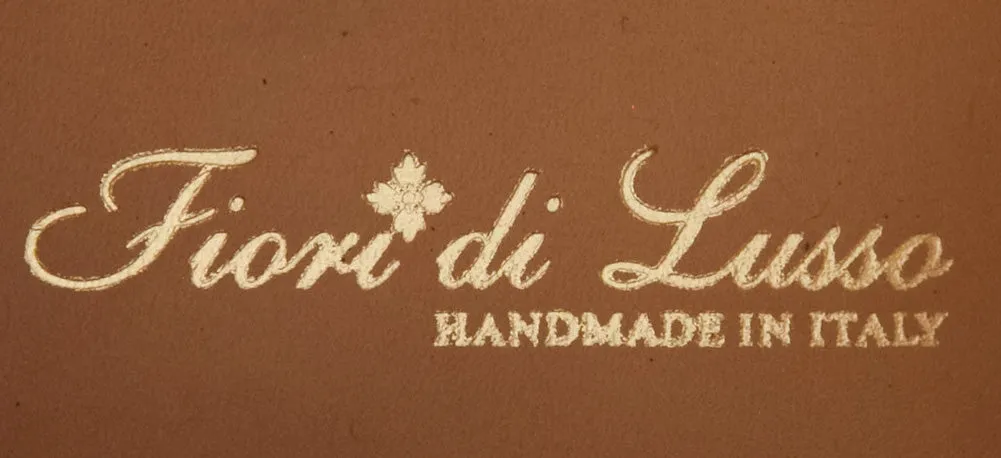 Fiori di Lusso
HANDMADE IN ITALY